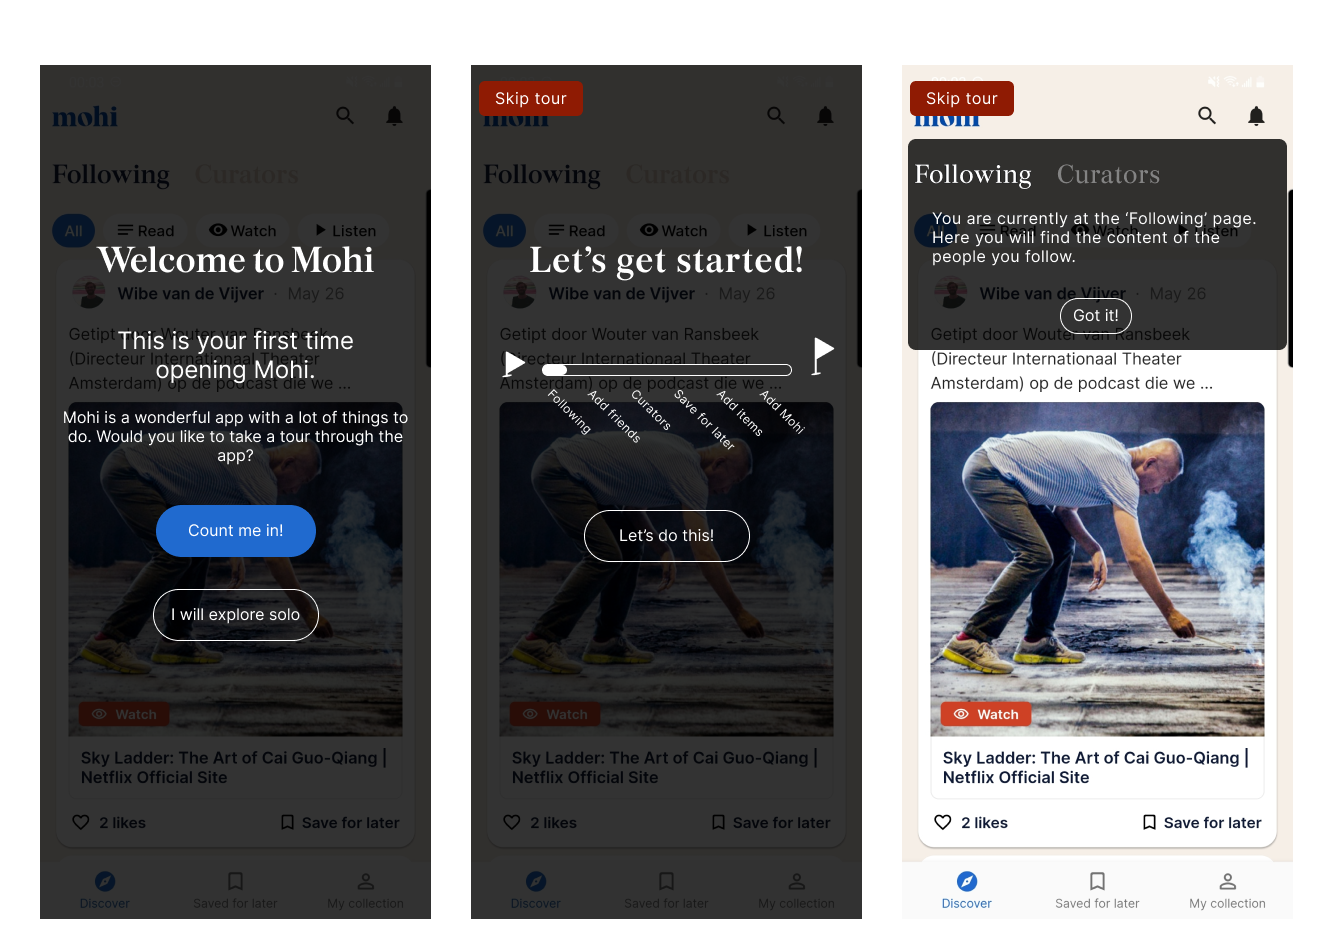 mohi
Following Curators
All Read Watch Listen
Welcome to Mohi
Wibe van de Vijver · May 26
Getipt door Wouter van Ransbeek
(Directeur Internationaal Theater
Amsterdam) op de podcast die we ...
This is your first time
opening Mohi.
Mohi is a wonderful app with a lot of things to
do. Would you like to take a tour through the
app?
Count me in!
I will explore solo
Watch
Sky Ladder: The Art of Cai Guo-Qiang |
Netflix Official Site
2 likes Save for later
Discover Saved for later My collection
Skip tour
mohi
Following Curators
All Read Watch Listen
Let’s get started!
Wibe van de Vijver · May 26
Getipt door Wouter van Ransbeek
(Directeur Internationaal Theater
Amsterdam) op de podcast die we ...
Following
Add friends
Curators
Save for later
Add items
Add Mohi
Let’s do this!
Watch
Sky Ladder: The Art of Cai Guo-Qiang |
Netflix Official Site
2 likes Save for later
Discover Saved for later My collection
Skip tour
mohi
Following Curators
All Read Watch Listen
You are currently at the ‘Following’ page.
Here you will find the content of the
people you follow.
Wibe van de Vijver · May 26
Got it!
Getipt door Wouter van Ransbeek
(Directeur Internationaal Theater
Amsterdam) op de podcast die we ...
Watch
Sky Ladder: The Art of Cai Guo-Qiang |
Netflix Official Site
2 likes Save for later
Discover Saved for later My collection